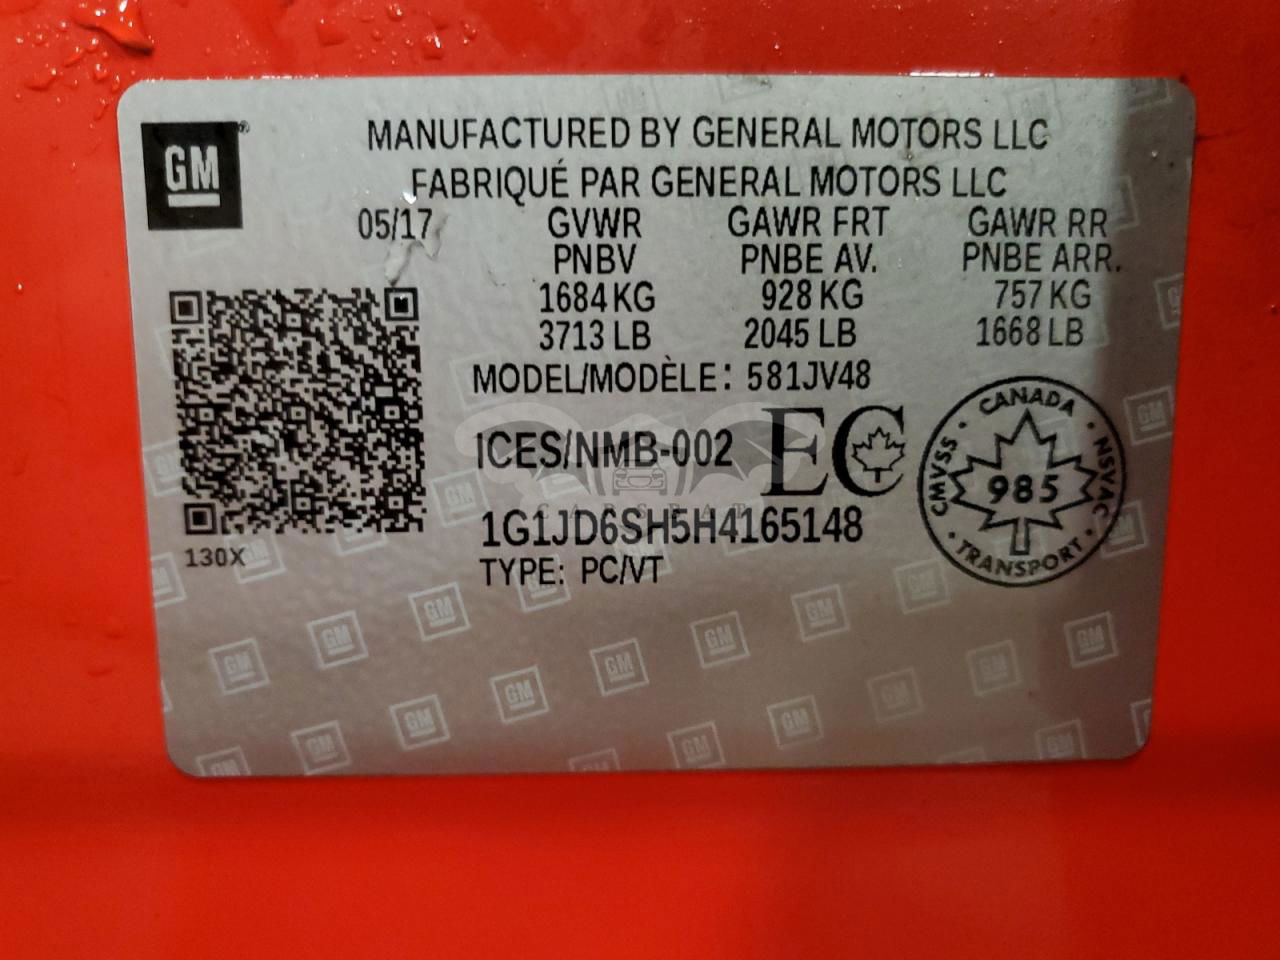 GM
MANUFACTURED BY GENERAL MOTORS LLC
FABRIQUÉ PAR GENERAL MOTORS LLC
05/17 GVWR GAWR FRT GAWR RR
PNBV PNBE AV. PNBE ARR.
1684 KG 928 KG 757 KG
3713 LB 2045 LB 1668 LB
MODEL/MODÈLE: 581JV48
ICES/NMB-002 EC
CARSBAT
1G1JD6SH5H4165148
TYPE: PC/VT
130X
CANADA
CMVSS 985 NSVAC
TRANSPORT